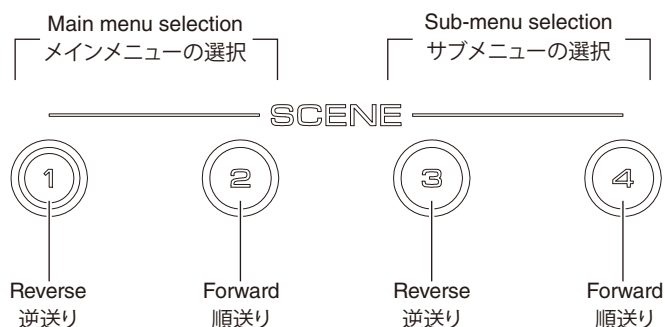 Main menu selection
メインメニューの選択
Sub-menu selection
サブメニューの選択
SCENE
1
2
3
4
Reverse
逆送り
Forward
順送り
Reverse
逆送り
Forward
順送り